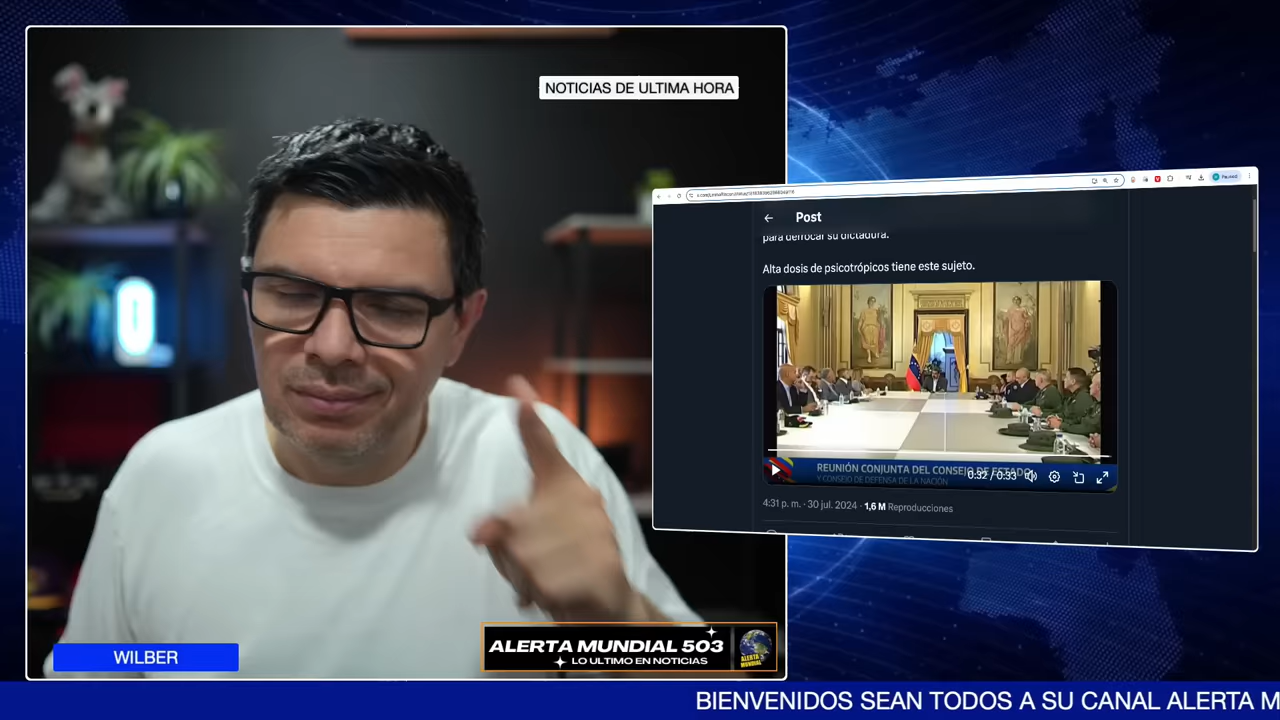 NOTICIAS DE ULTIMA HORA
Post
para derrocar su dictadura.
Alta dosis de psicotrópicos tiene este sujeto.
REUNIÓN CONJUNTA DEL CONSEJO DE ESTADO
Y CONSEJO DE DEFENSA DE LA NACIÓN
0:32 / 0:33
4:31 p. m. · 30 jul. 2024 · 1,6 M Reproducciones
WILBER
ALERTA MUNDIAL 503
LO ULTIMO EN NOTICIAS
ALERTA
MUNDIAL
BIENVENIDOS SEAN TODOS A SU CANAL ALERTA M